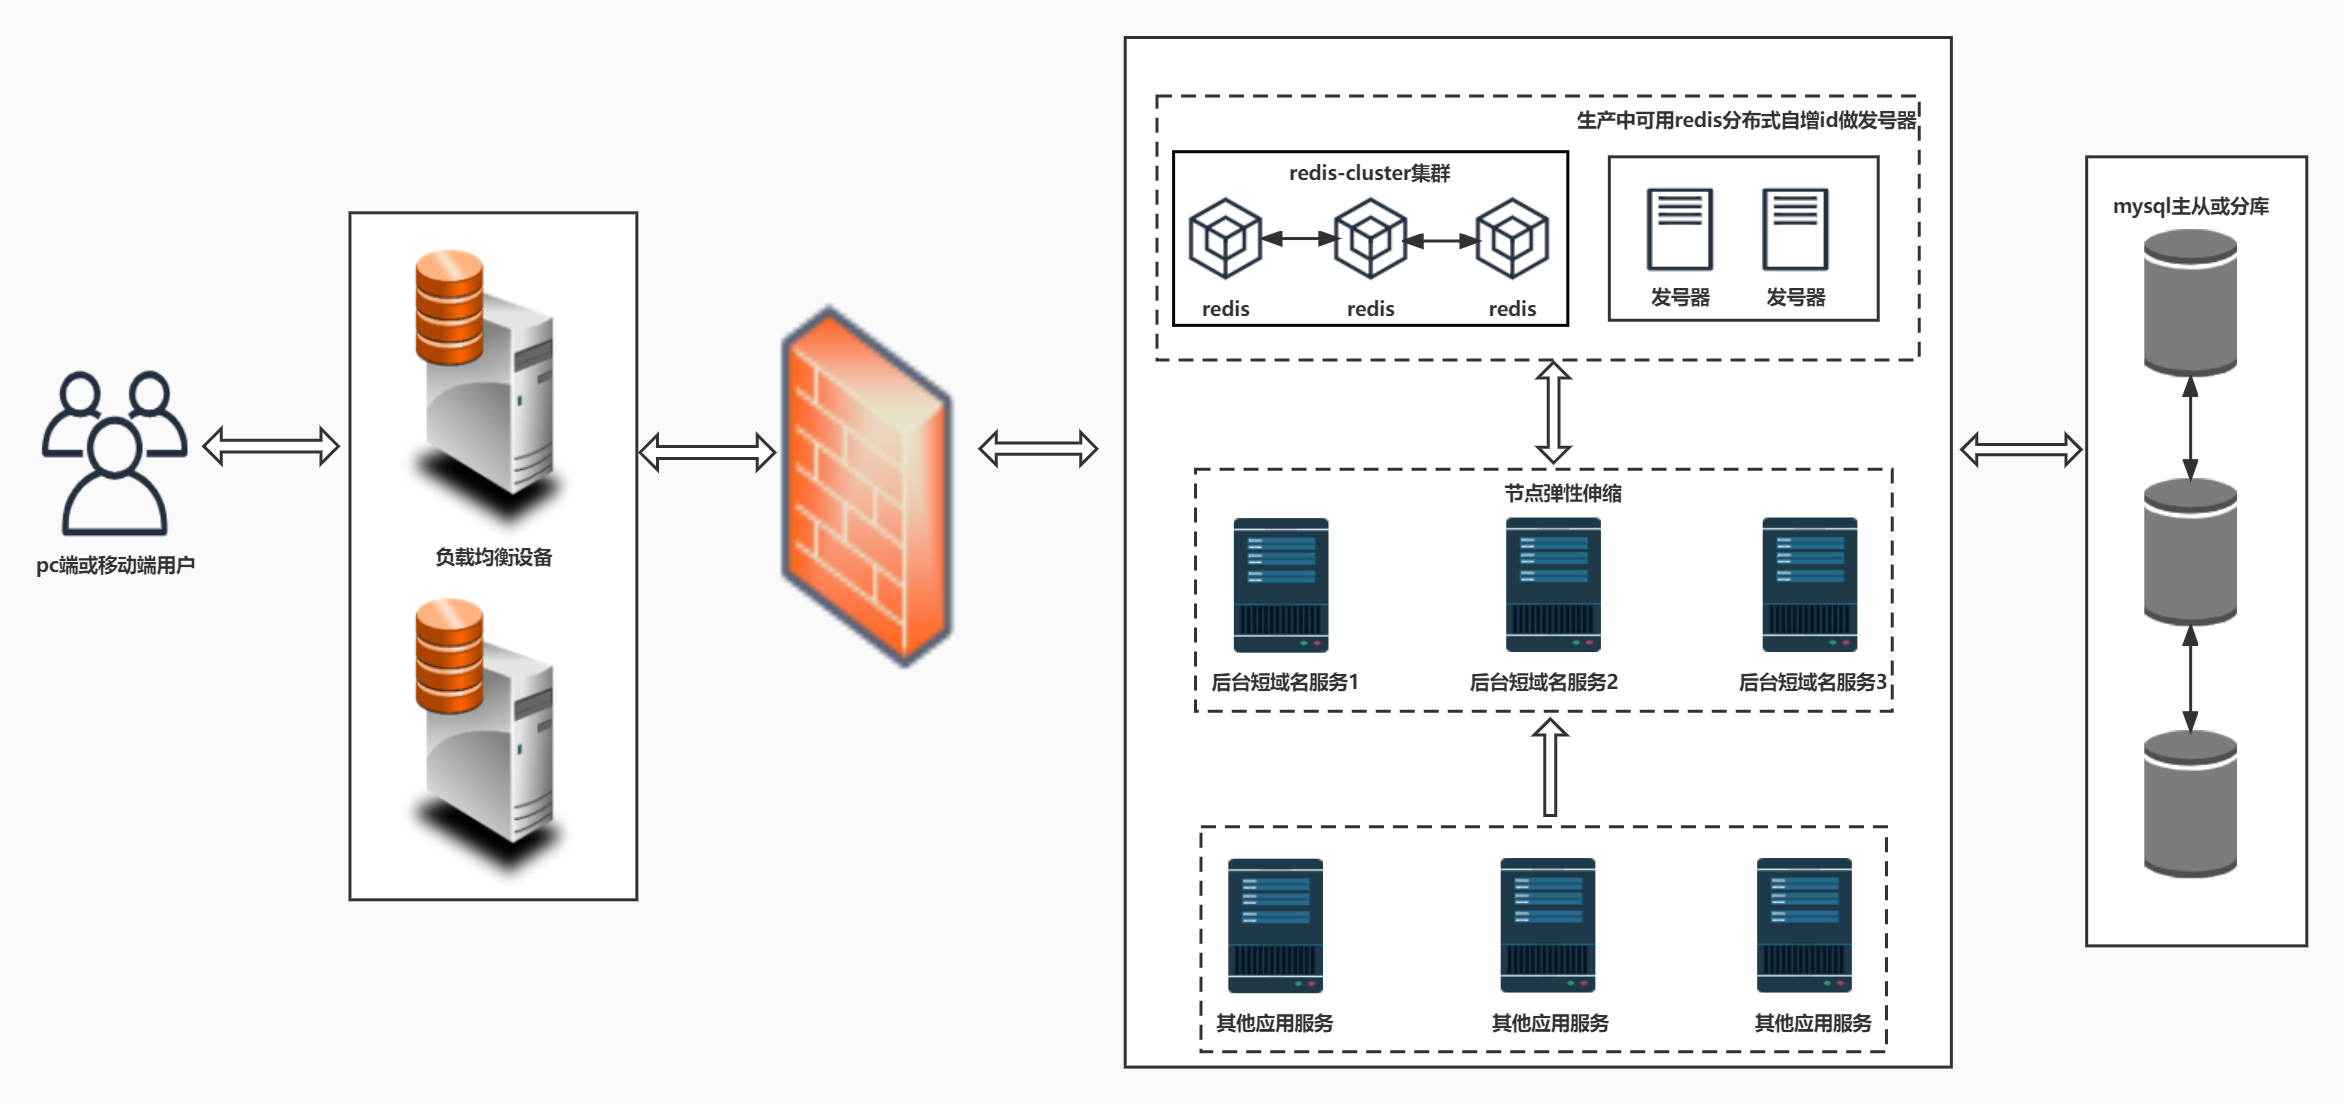 pc端或移动端用户
负载均衡设备
生产中可用redis分布式自增id做发号器
redis-cluster集群
redis
redis
redis
发号器
发号器
节点弹性伸缩
后台短域名服务1
后台短域名服务2
后台短域名服务3
其他应用服务
其他应用服务
其他应用服务
mysql主从或分库